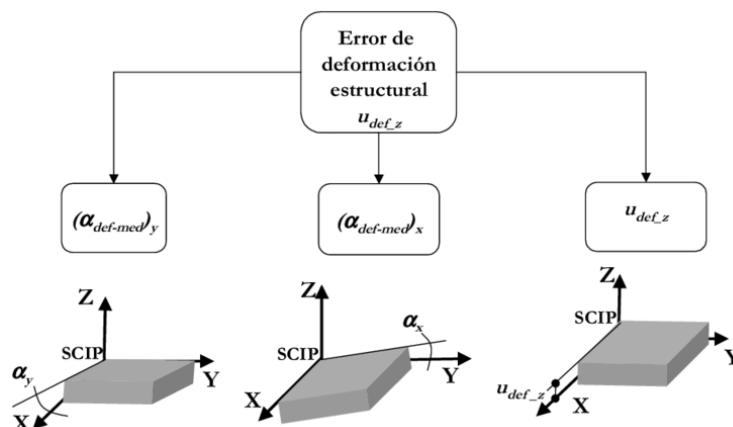 Error de
deformación
estructural
u_def_z
(α_def-med)_y
(α_def-med)_x
u_def_z
Z
SCIP
α_y
X
Y
Z
α_x
SCIP
X
Y
Z
SCIP
Y
u_def_z
X